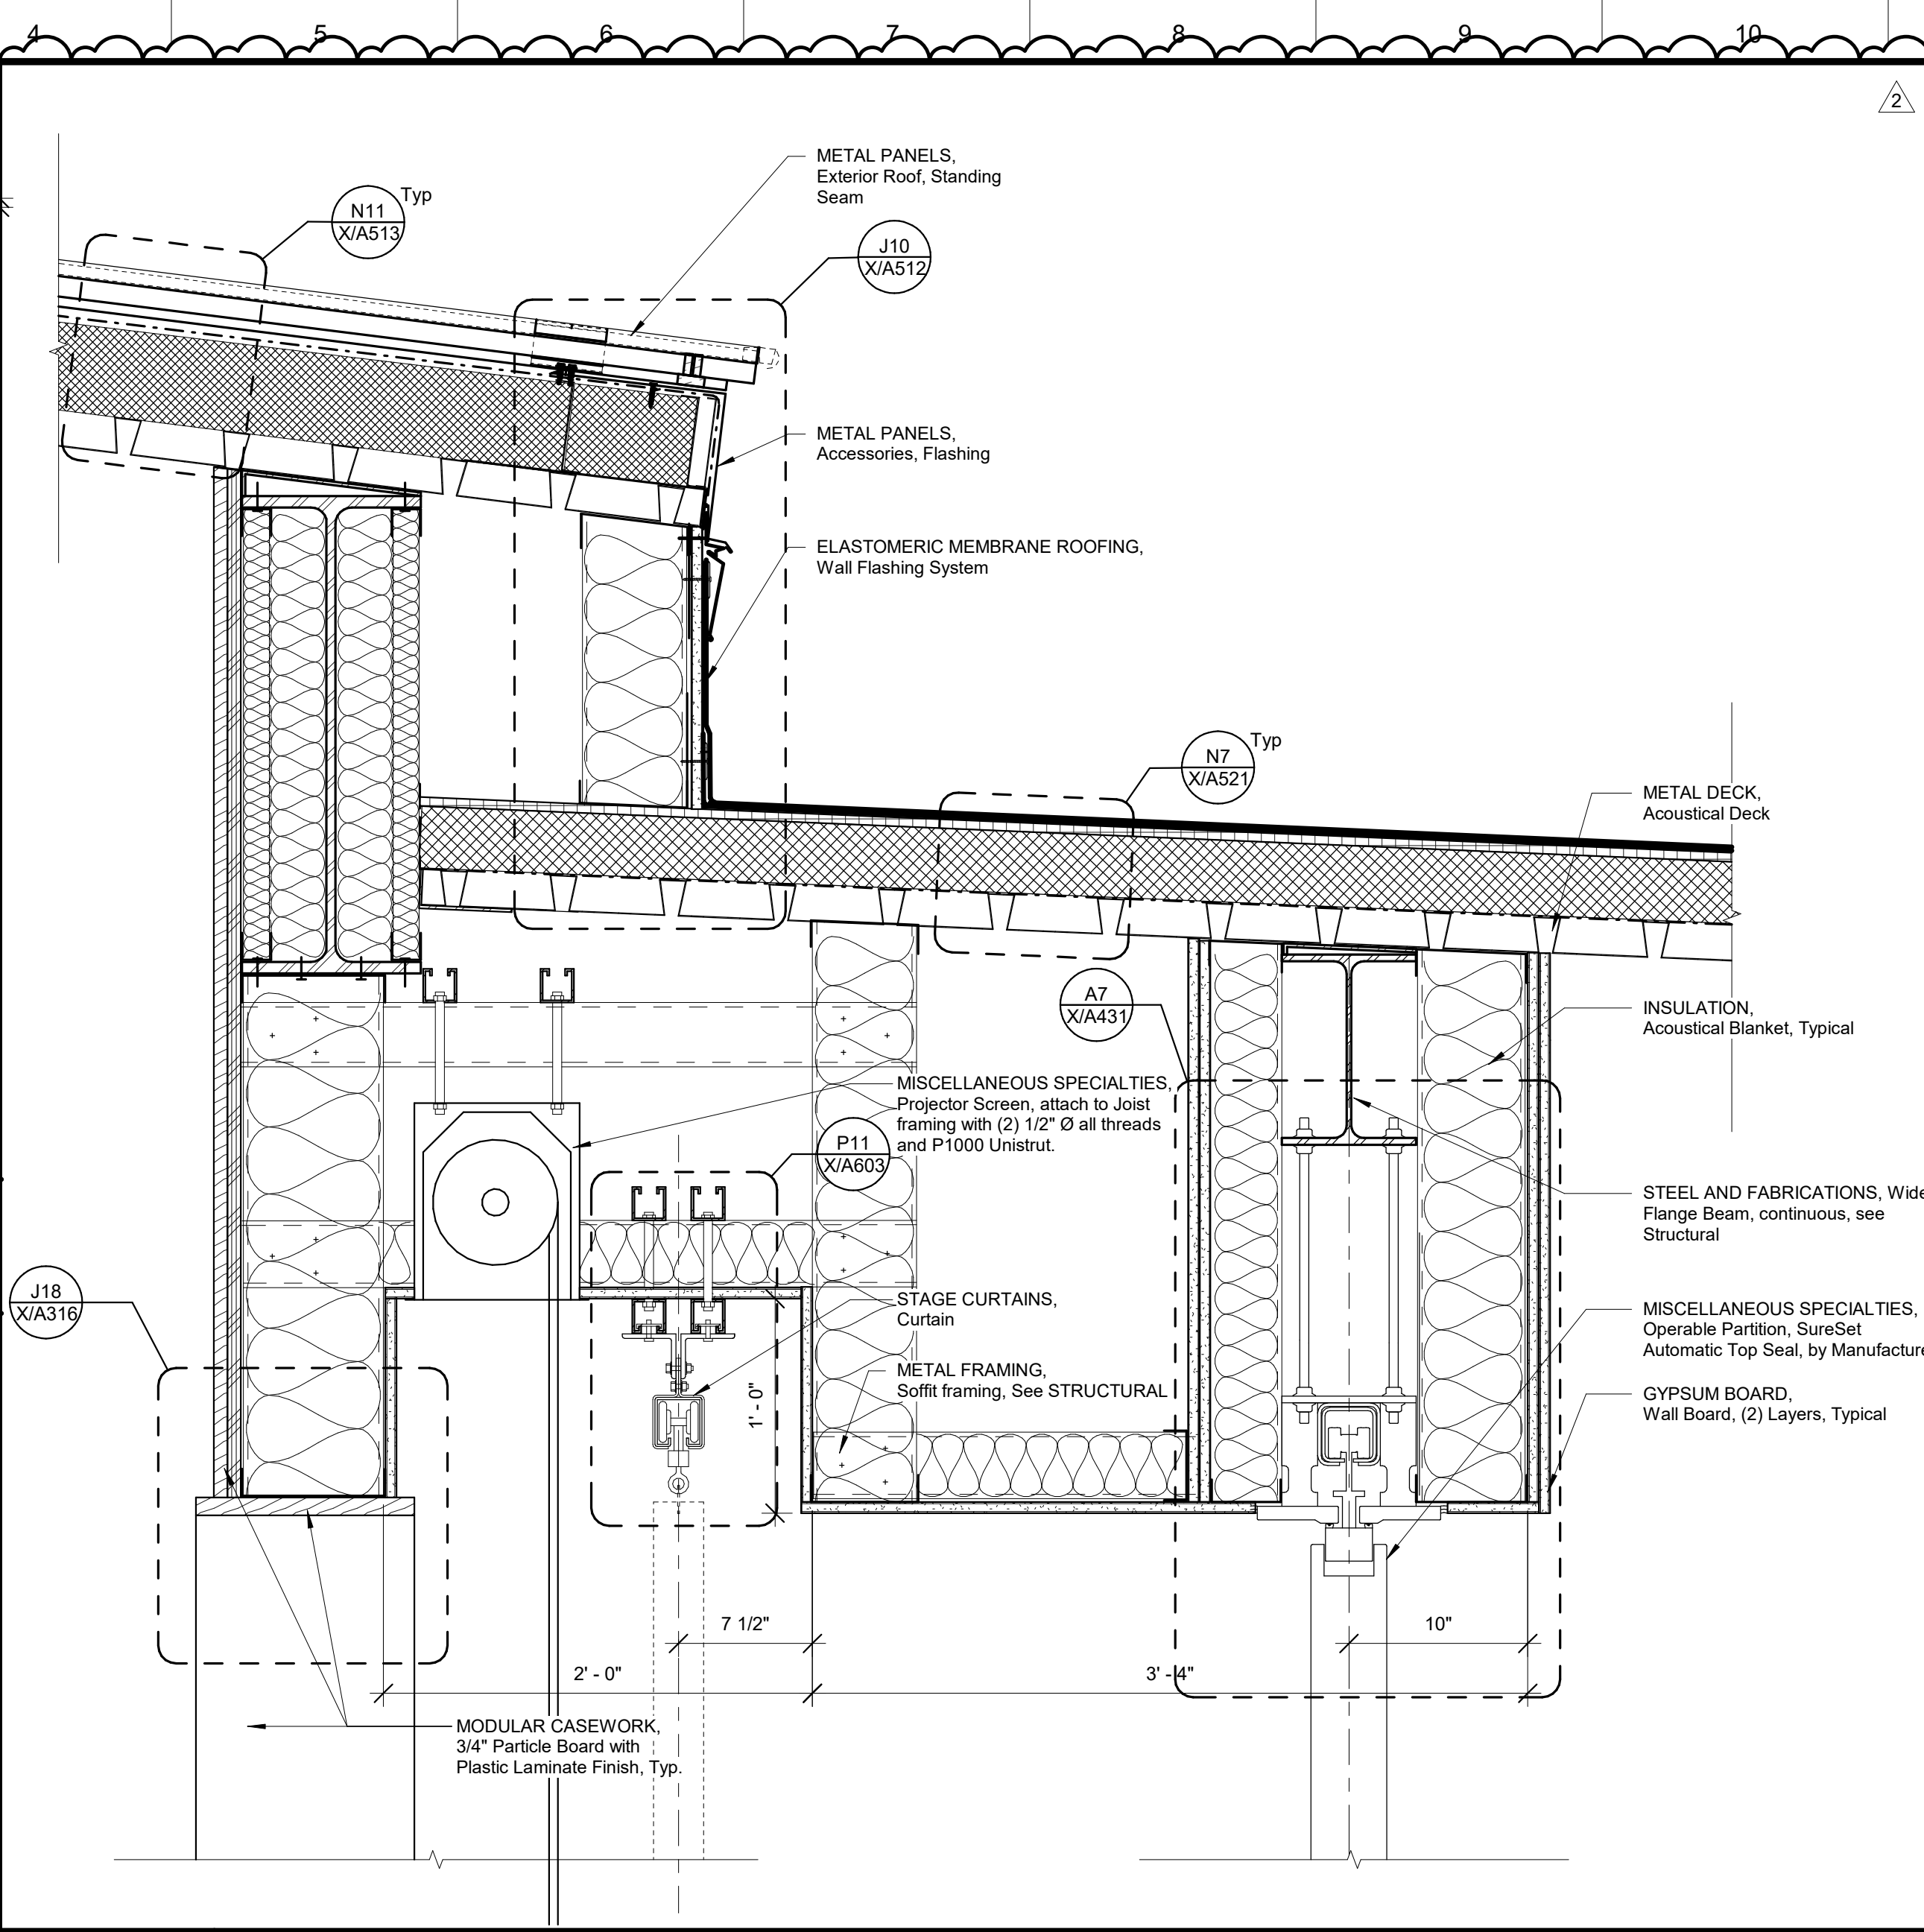 4 5 6 7 8 9 10
2
METAL PANELS,
Exterior Roof, Standing
Seam
N11
X/A513
Typ
J10
X/A512
METAL PANELS,
Accessories, Flashing
ELASTOMERIC MEMBRANE ROOFING,
Wall Flashing System
N7
X/A521
Typ
METAL DECK,
Acoustical Deck
A7
X/A431
INSULATION,
Acoustical Blanket, Typical
MISCELLANEOUS SPECIALTIES,
Projector Screen, attach to Joist
framing with (2) 1/2" Ø all threads
and P1000 Unistrut.
P11
X/A603
STEEL AND FABRICATIONS, Wide
Flange Beam, continuous, see
Structural
J18
X/A316
STAGE CURTAINS,
Curtain
MISCELLANEOUS SPECIALTIES,
Operable Partition, SureSet
Automatic Top Seal, by Manufacture
METAL FRAMING,
Soffit framing, See STRUCTURAL
1' - 0"
GYPSUM BOARD,
Wall Board, (2) Layers, Typical
7 1/2"
10"
2' - 0"
3' - 4"
MODULAR CASEWORK,
3/4" Particle Board with
Plastic Laminate Finish, Typ.